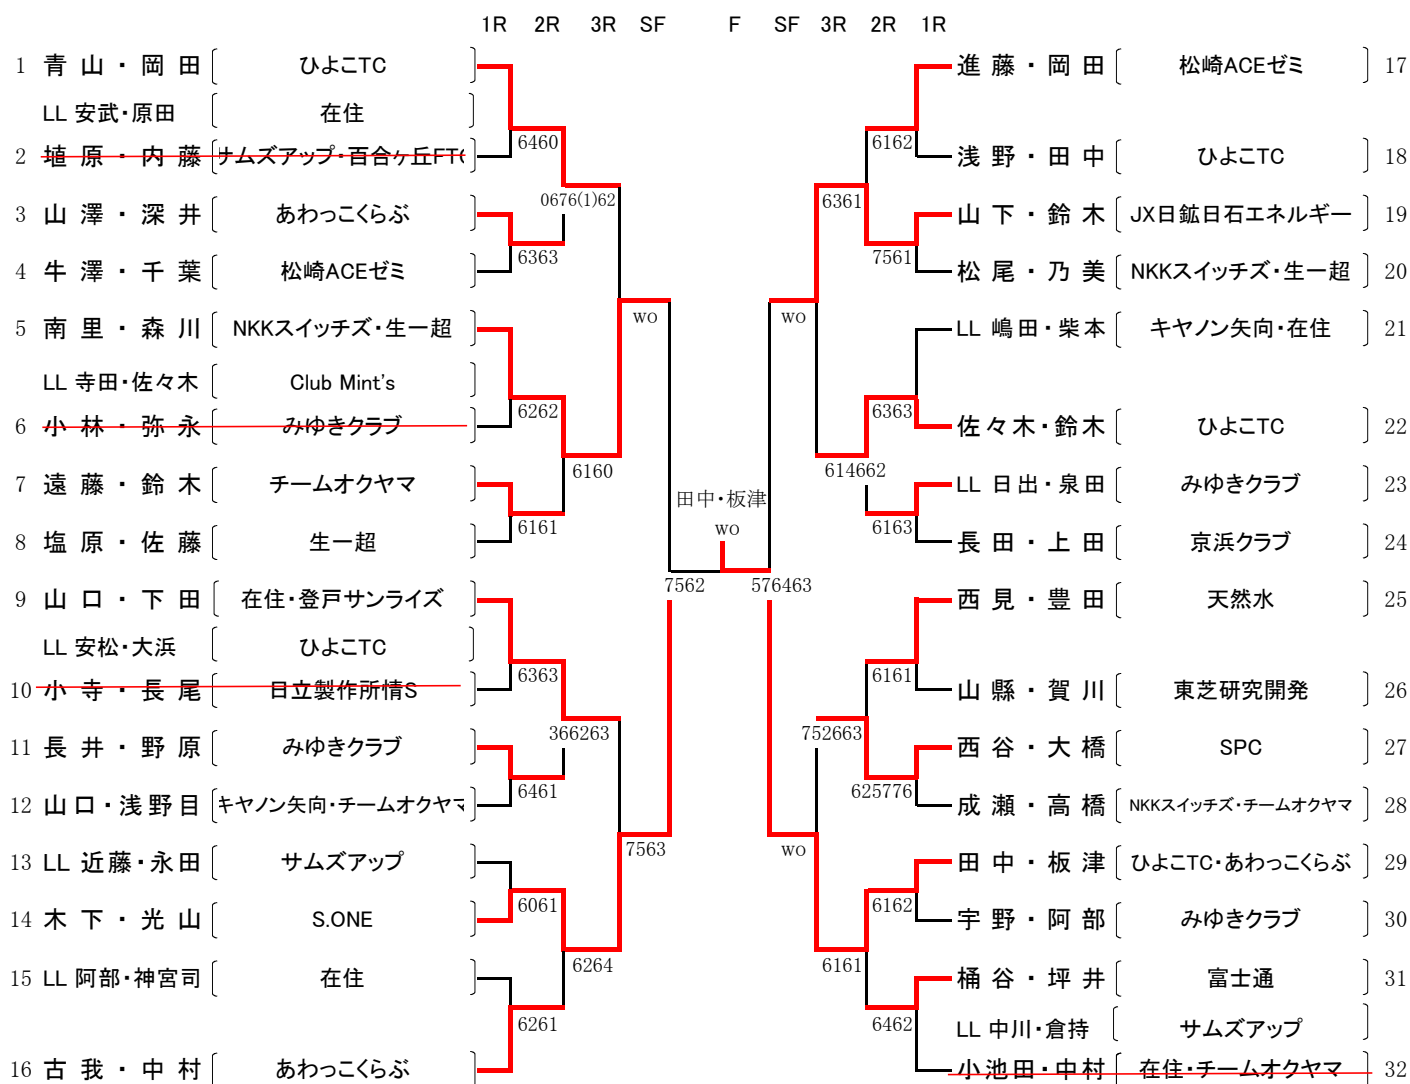 1R 2R 3R SF F SF 3R 2R 1R
1 青山・岡田 ひよこTC
LL 安武・原田 在住
2 埴原・内藤 サムズアップ・百合ヶ丘FT
3 山澤・深井 あわっこくらぶ
4 牛澤・千葉 松崎ACEゼミ
5 南里・森川 NKKスイッチズ・生一超
LL 寺田・佐々木 Club Mint's
6 小林・弥永 みゆきクラブ
7 遠藤・鈴木 チームオクヤマ
8 塩原・佐藤 生一超
9 山口・下田 在住・登戸サンライズ
LL 安松・大浜 ひよこTC
10 小寺・長尾 日立製作所情S
11 長井・野原 みゆきクラブ
12 山口・浅野目 キヤノン矢向・チームオクヤマ
13 LL 近藤・永田 サムズアップ
14 木下・光山 S.ONE
15 LL 阿部・神宮司 在住
16 古我・中村 あわっこくらぶ
6460
6363
6262
6161
6363
6461
6061
6261
0676(1)62
6160
366263
6264
wo
7563
7562
田中・板津
wo
576463
wo
wo
6361
614662
752663
6161
6162
7561
6363
6163
6161
625776
6162
6462
進藤・岡田 松崎ACEゼミ 17
浅野・田中 ひよこTC 18
山下・鈴木 JX日鉱日石エネルギー 19
松尾・乃美 NKKスイッチズ・生一超 20
LL 嶋田・柴本 キヤノン矢向・在住 21
佐々木・鈴木 ひよこTC 22
LL 日出・泉田 みゆきクラブ 23
長田・上田 京浜クラブ 24
西見・豊田 天然水 25
山縣・賀川 東芝研究開発 26
西谷・大橋 SPC 27
成瀬・高橋 NKKスイッチズ・チームオクヤマ 28
田中・板津 ひよこTC・あわっこくらぶ 29
宇野・阿部 みゆきクラブ 30
桶谷・坪井 富士通 31
LL 中川・倉持 サムズアップ
小池田・中村 在住・チームオクヤマ 32